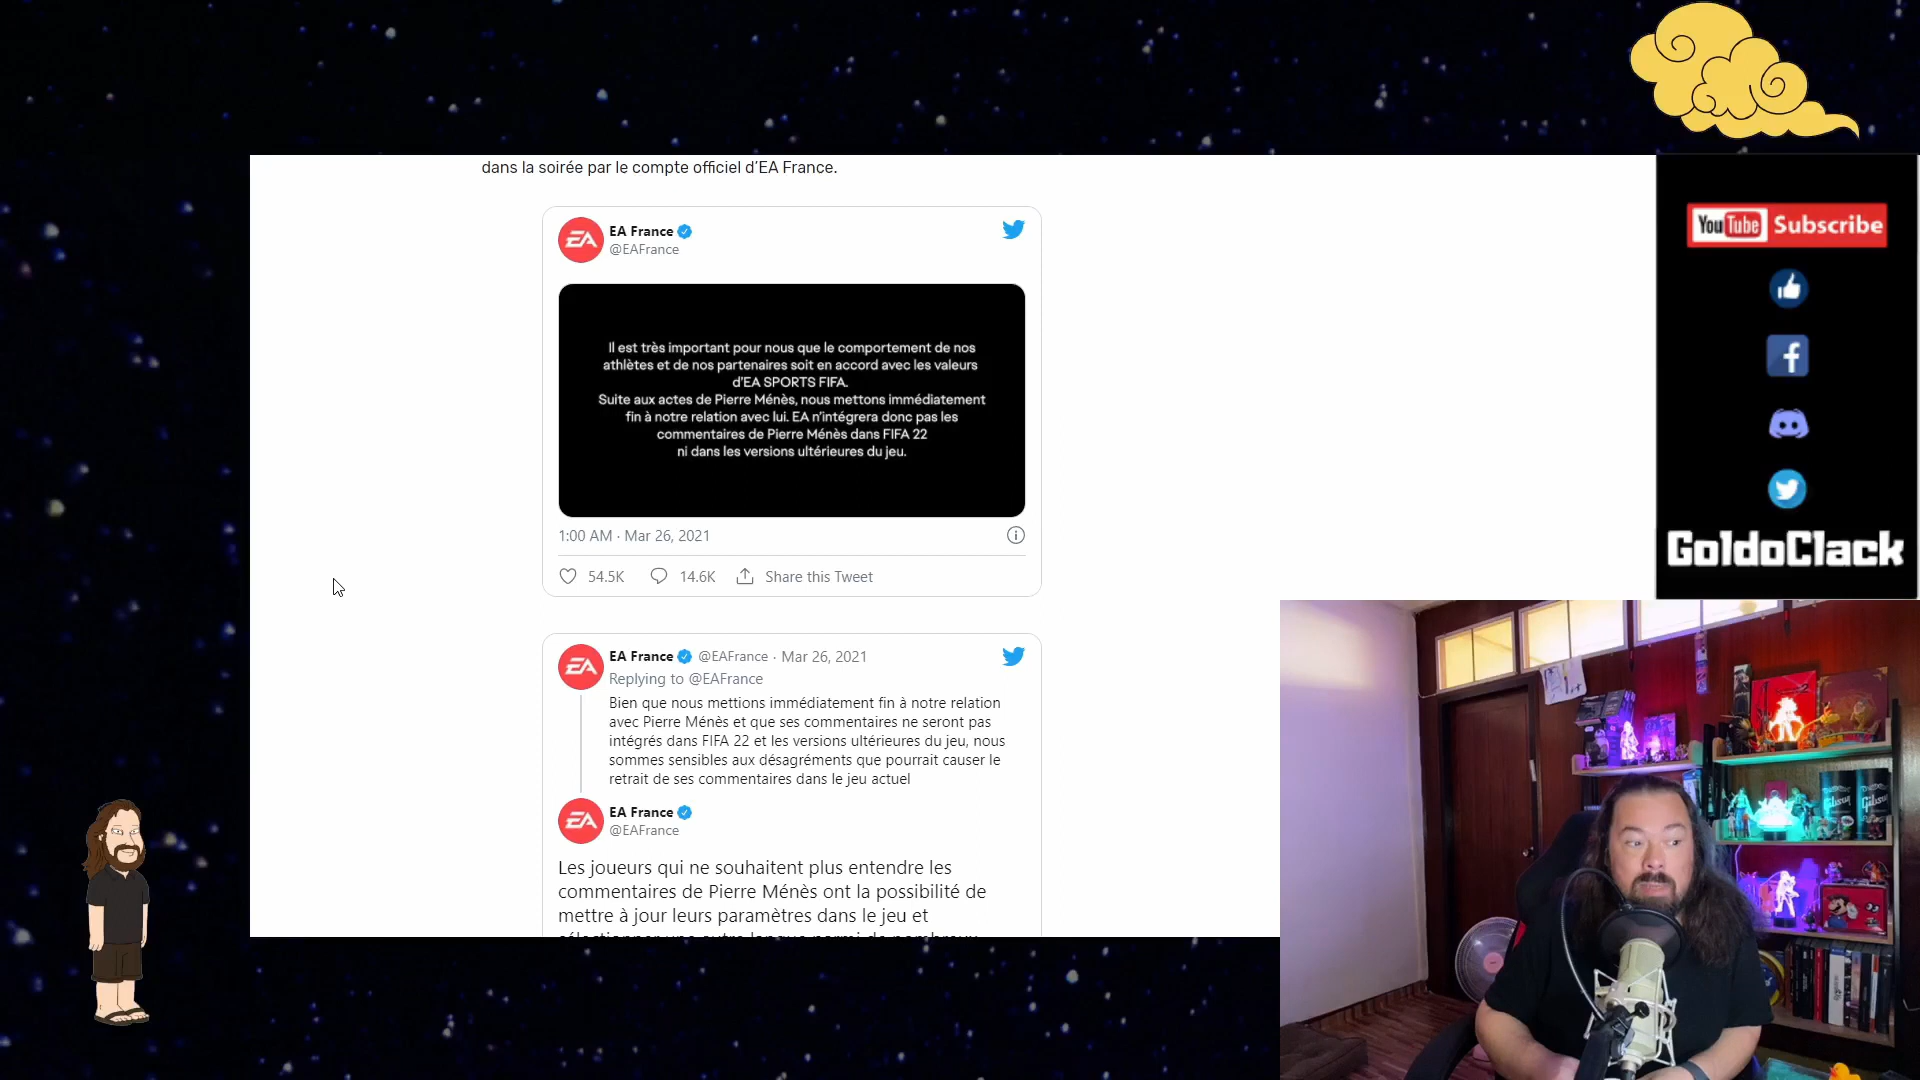 dans la soirée par le compte officiel d'EA France.
EA
EA France
@EAFrance
Il est très important pour nous que le comportement de nos
athlètes et de nos partenaires soit en accord avec les valeurs
d'EA SPORTS FIFA.
Suite aux actes de Pierre Ménès, nous mettons immédiatement
fin à notre relation avec lui. EA n'intégrera donc pas les
commentaires de Pierre Ménès dans FIFA 22
ni dans les versions ultérieures du jeu.
1:00 AM · Mar 26, 2021
54.5K 14.6K Share this Tweet
EA
EA France @EAFrance · Mar 26, 2021
Replying to @EAFrance
Bien que nous mettions immédiatement fin à notre relation
avec Pierre Ménès et que ses commentaires ne seront pas
intégrés dans FIFA 22 et les versions ultérieures du jeu, nous
sommes sensibles aux désagréments que pourrait causer le
retrait de ses commentaires dans le jeu actuel
EA
EA France
@EAFrance
Les joueurs qui ne souhaitent plus entendre les
commentaires de Pierre Ménès ont la possibilité de
mettre à jour leurs paramètres dans le jeu et
YouTube Subscribe
GoldoClack